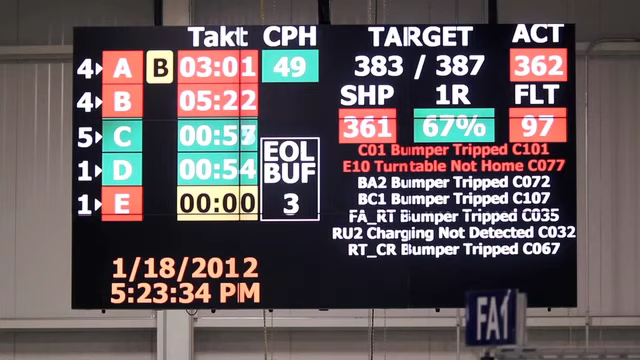 Takt CPH TARGET ACT
4 A B 03:01 49 383 / 387 362
4 B 05:22 SHP 1R FLT
5 C 00:57 361 67% 97
1 D 00:54 EOL BUF 3
1 E 00:00
C01 Bumper Tripped C101
E10 Turntable Not Home C077
BA2 Bumper Tripped C072
BC1 Bumper Tripped C107
FA_RT Bumper Tripped C035
RU2 Charging Not Detected C032
RT_CR Bumper Tripped C067
1/18/2012
5:23:34 PM
FA1